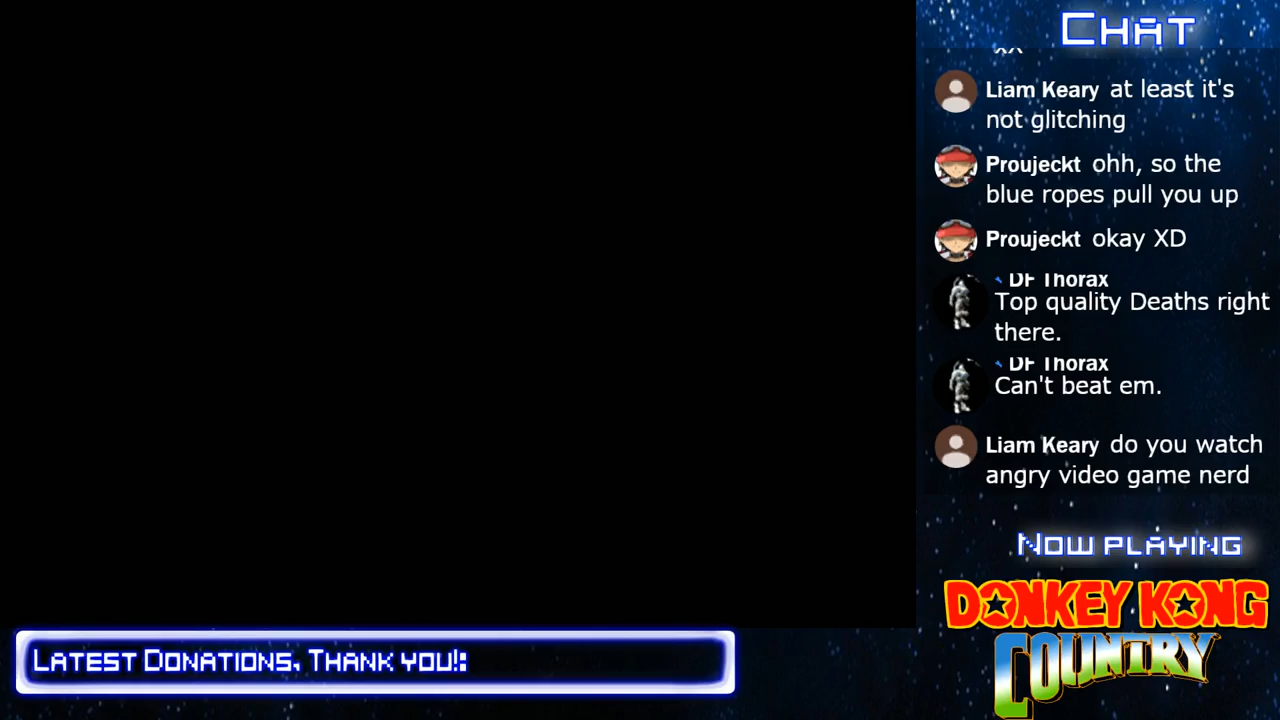 CHAT
XX
Liam Keary at least it's
not glitching
Proujeckt ohh, so the
blue ropes pull you up
Proujeckt okay XD
DF Thorax
Top quality Deaths right
there.
DF Thorax
Can't beat em.
Liam Keary do you watch
angry video game nerd
NOW PLAYING
DONKEY KONG
COUNTRY
LATEST DONATIONS, THANK YOU!: